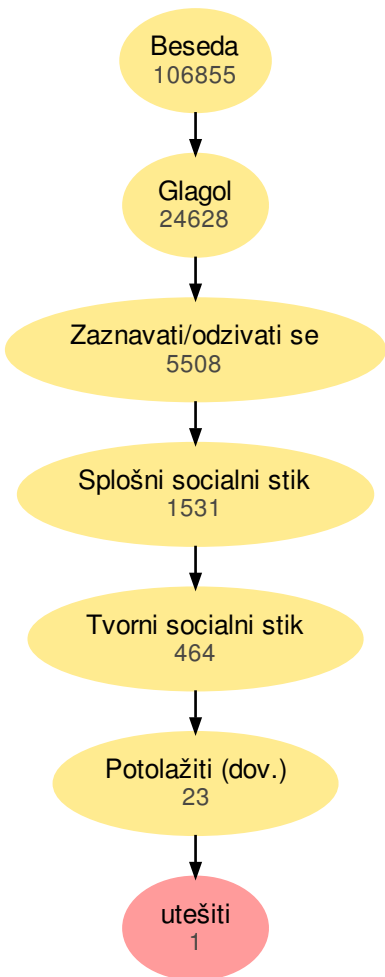 Beseda
106855
Glagol
24628
Zaznavati/odzivati se
5508
Splošni socialni stik
1531
Tvorni socialni stik
464
Potolažiti (dov.)
23
utešiti
1